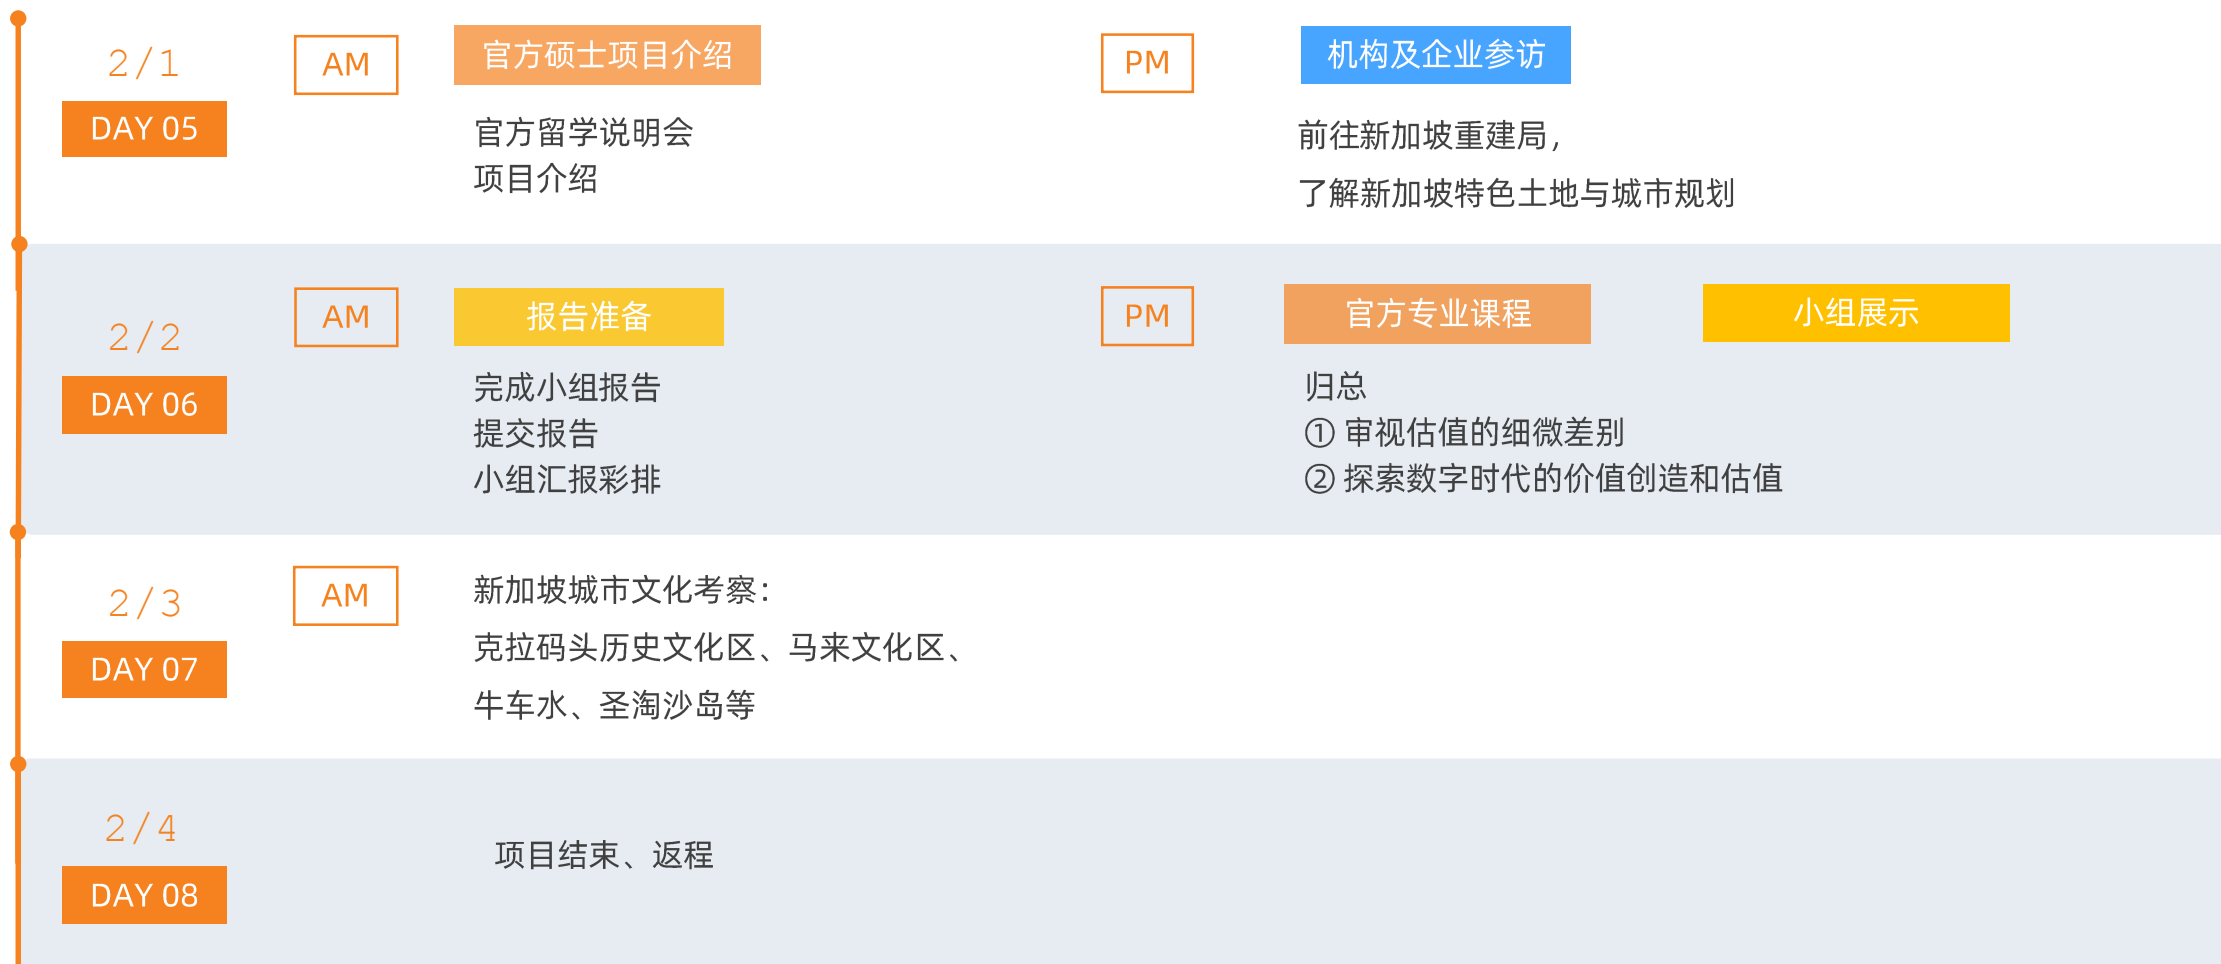 2/1
DAY 05
AM
官方硕士项目介绍
官方留学说明会
项目介绍
PM
机构及企业参访
前往新加坡重建局，
了解新加坡特色土地与城市规划
2/2
DAY 06
AM
报告准备
完成小组报告
提交报告
小组汇报彩排
PM
官方专业课程
小组展示
归总
① 审视估值的细微差别
② 探索数字时代的价值创造和估值
2/3
DAY 07
AM
新加坡城市文化考察：
克拉码头历史文化区、马来文化区、
牛车水、圣淘沙岛等
2/4
DAY 08
项目结束、返程